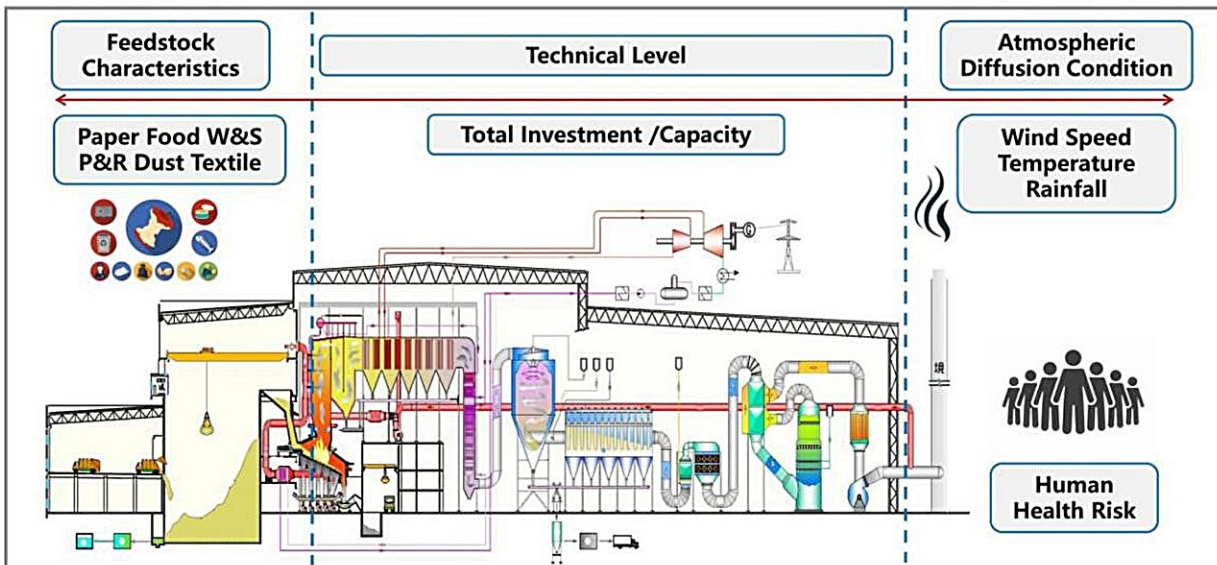 Feedstock
Characteristics
Technical Level
Atmospheric
Diffusion Condition
Paper Food W&S
P&R Dust Textile
Total Investment /Capacity
Wind Speed
Temperature
Rainfall
G
境
Human
Health Risk